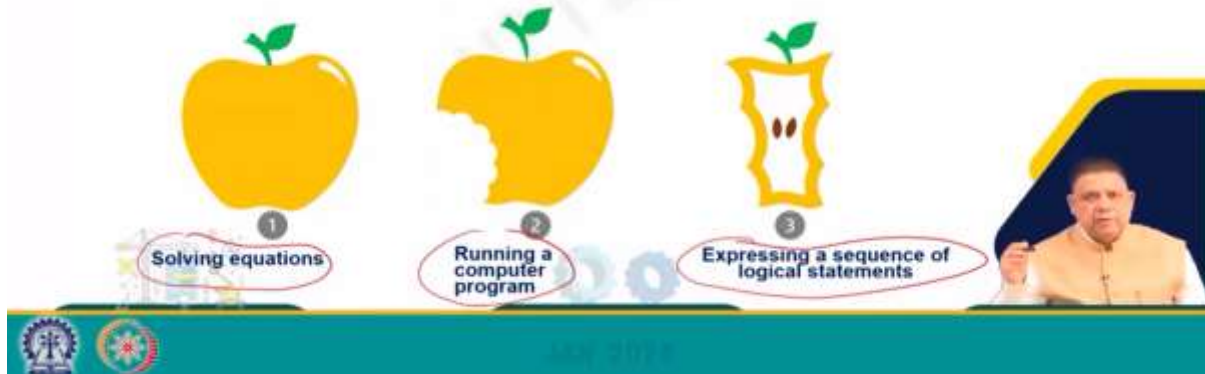 1
2
3
Solving equations
Running a
computer
program
Expressing a sequence of
logical statements